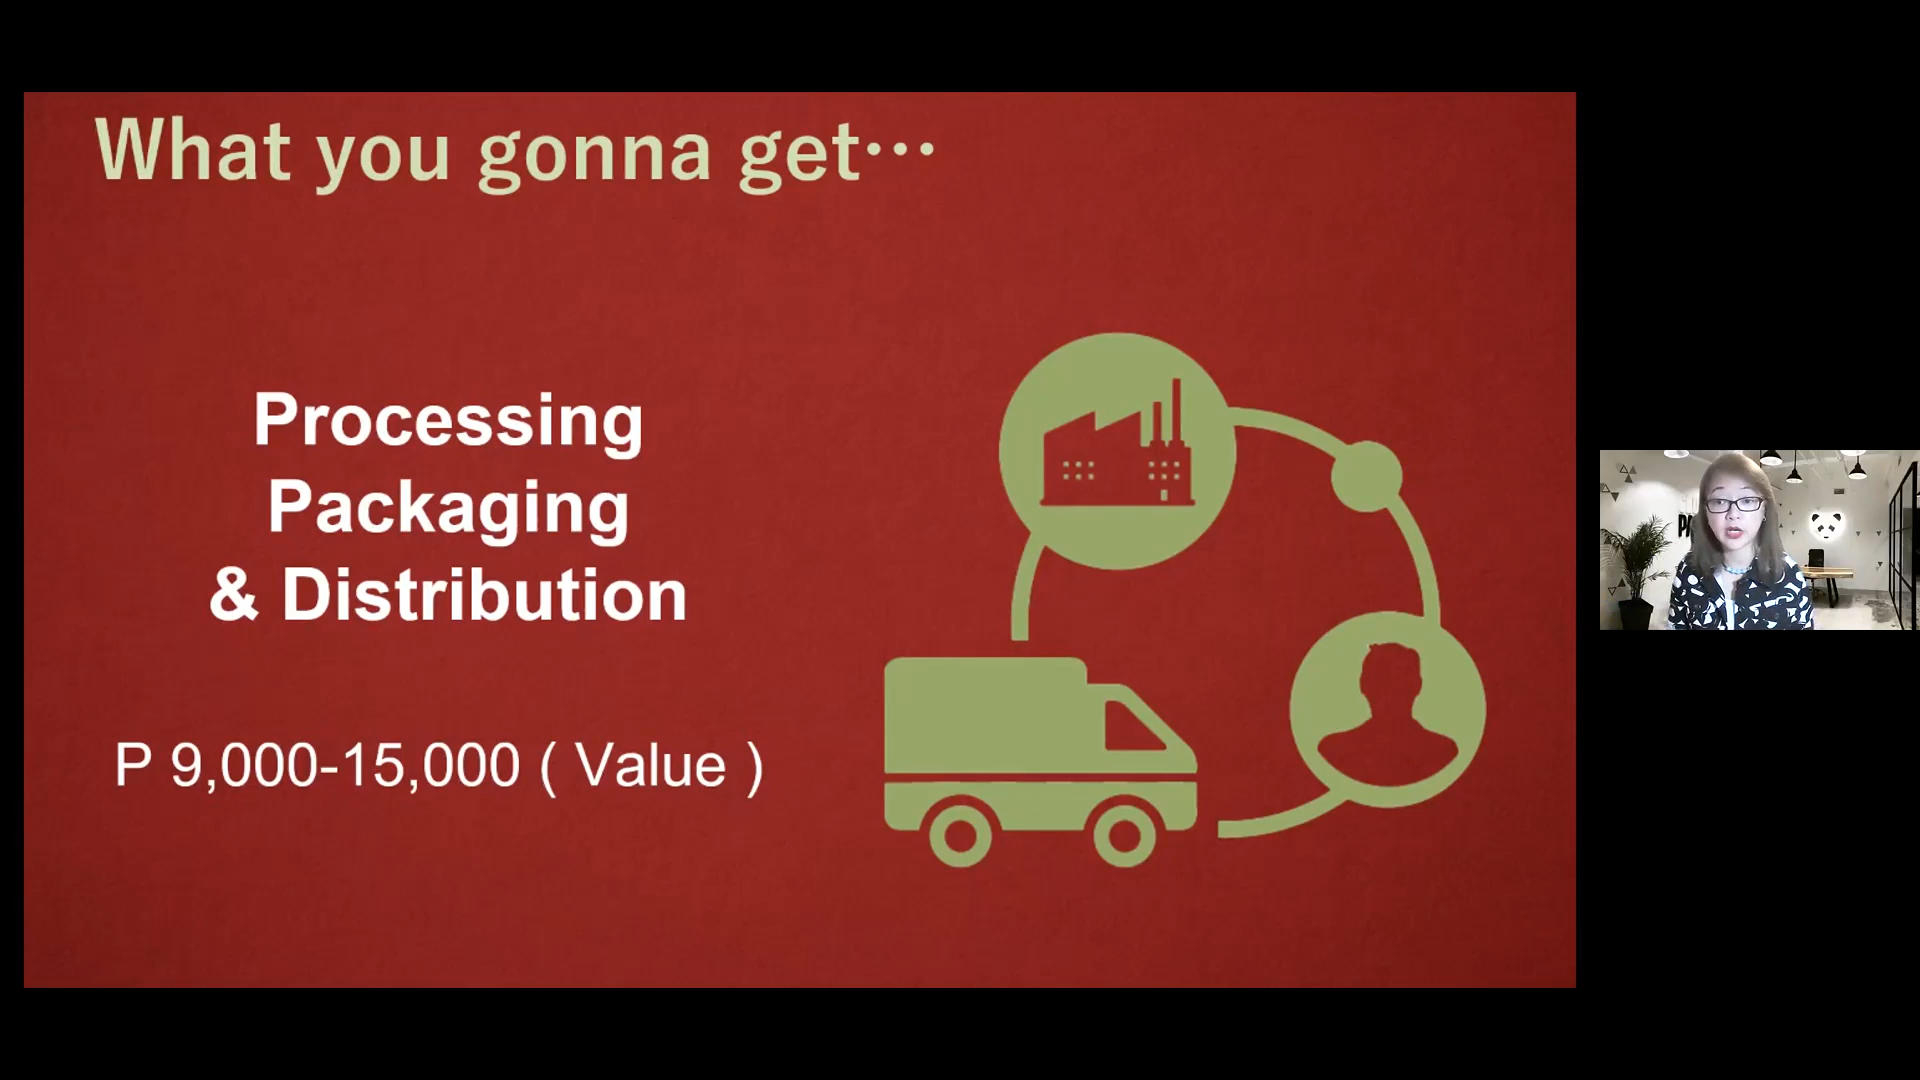 What you gonna get…
Processing
Packaging
& Distribution
P 9,000-15,000 ( Value )